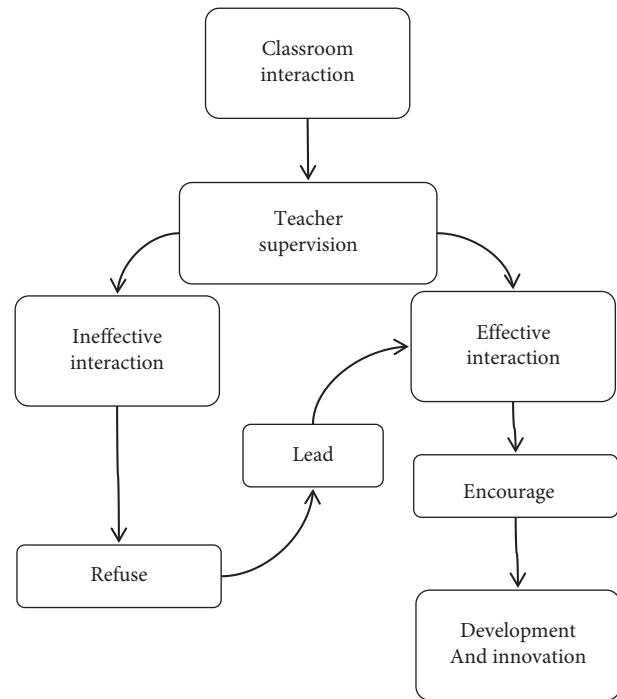 Classroom
interaction
Teacher
supervision
Ineffective
interaction
Effective
interaction
Lead
Encourage
Refuse
Development
And innovation